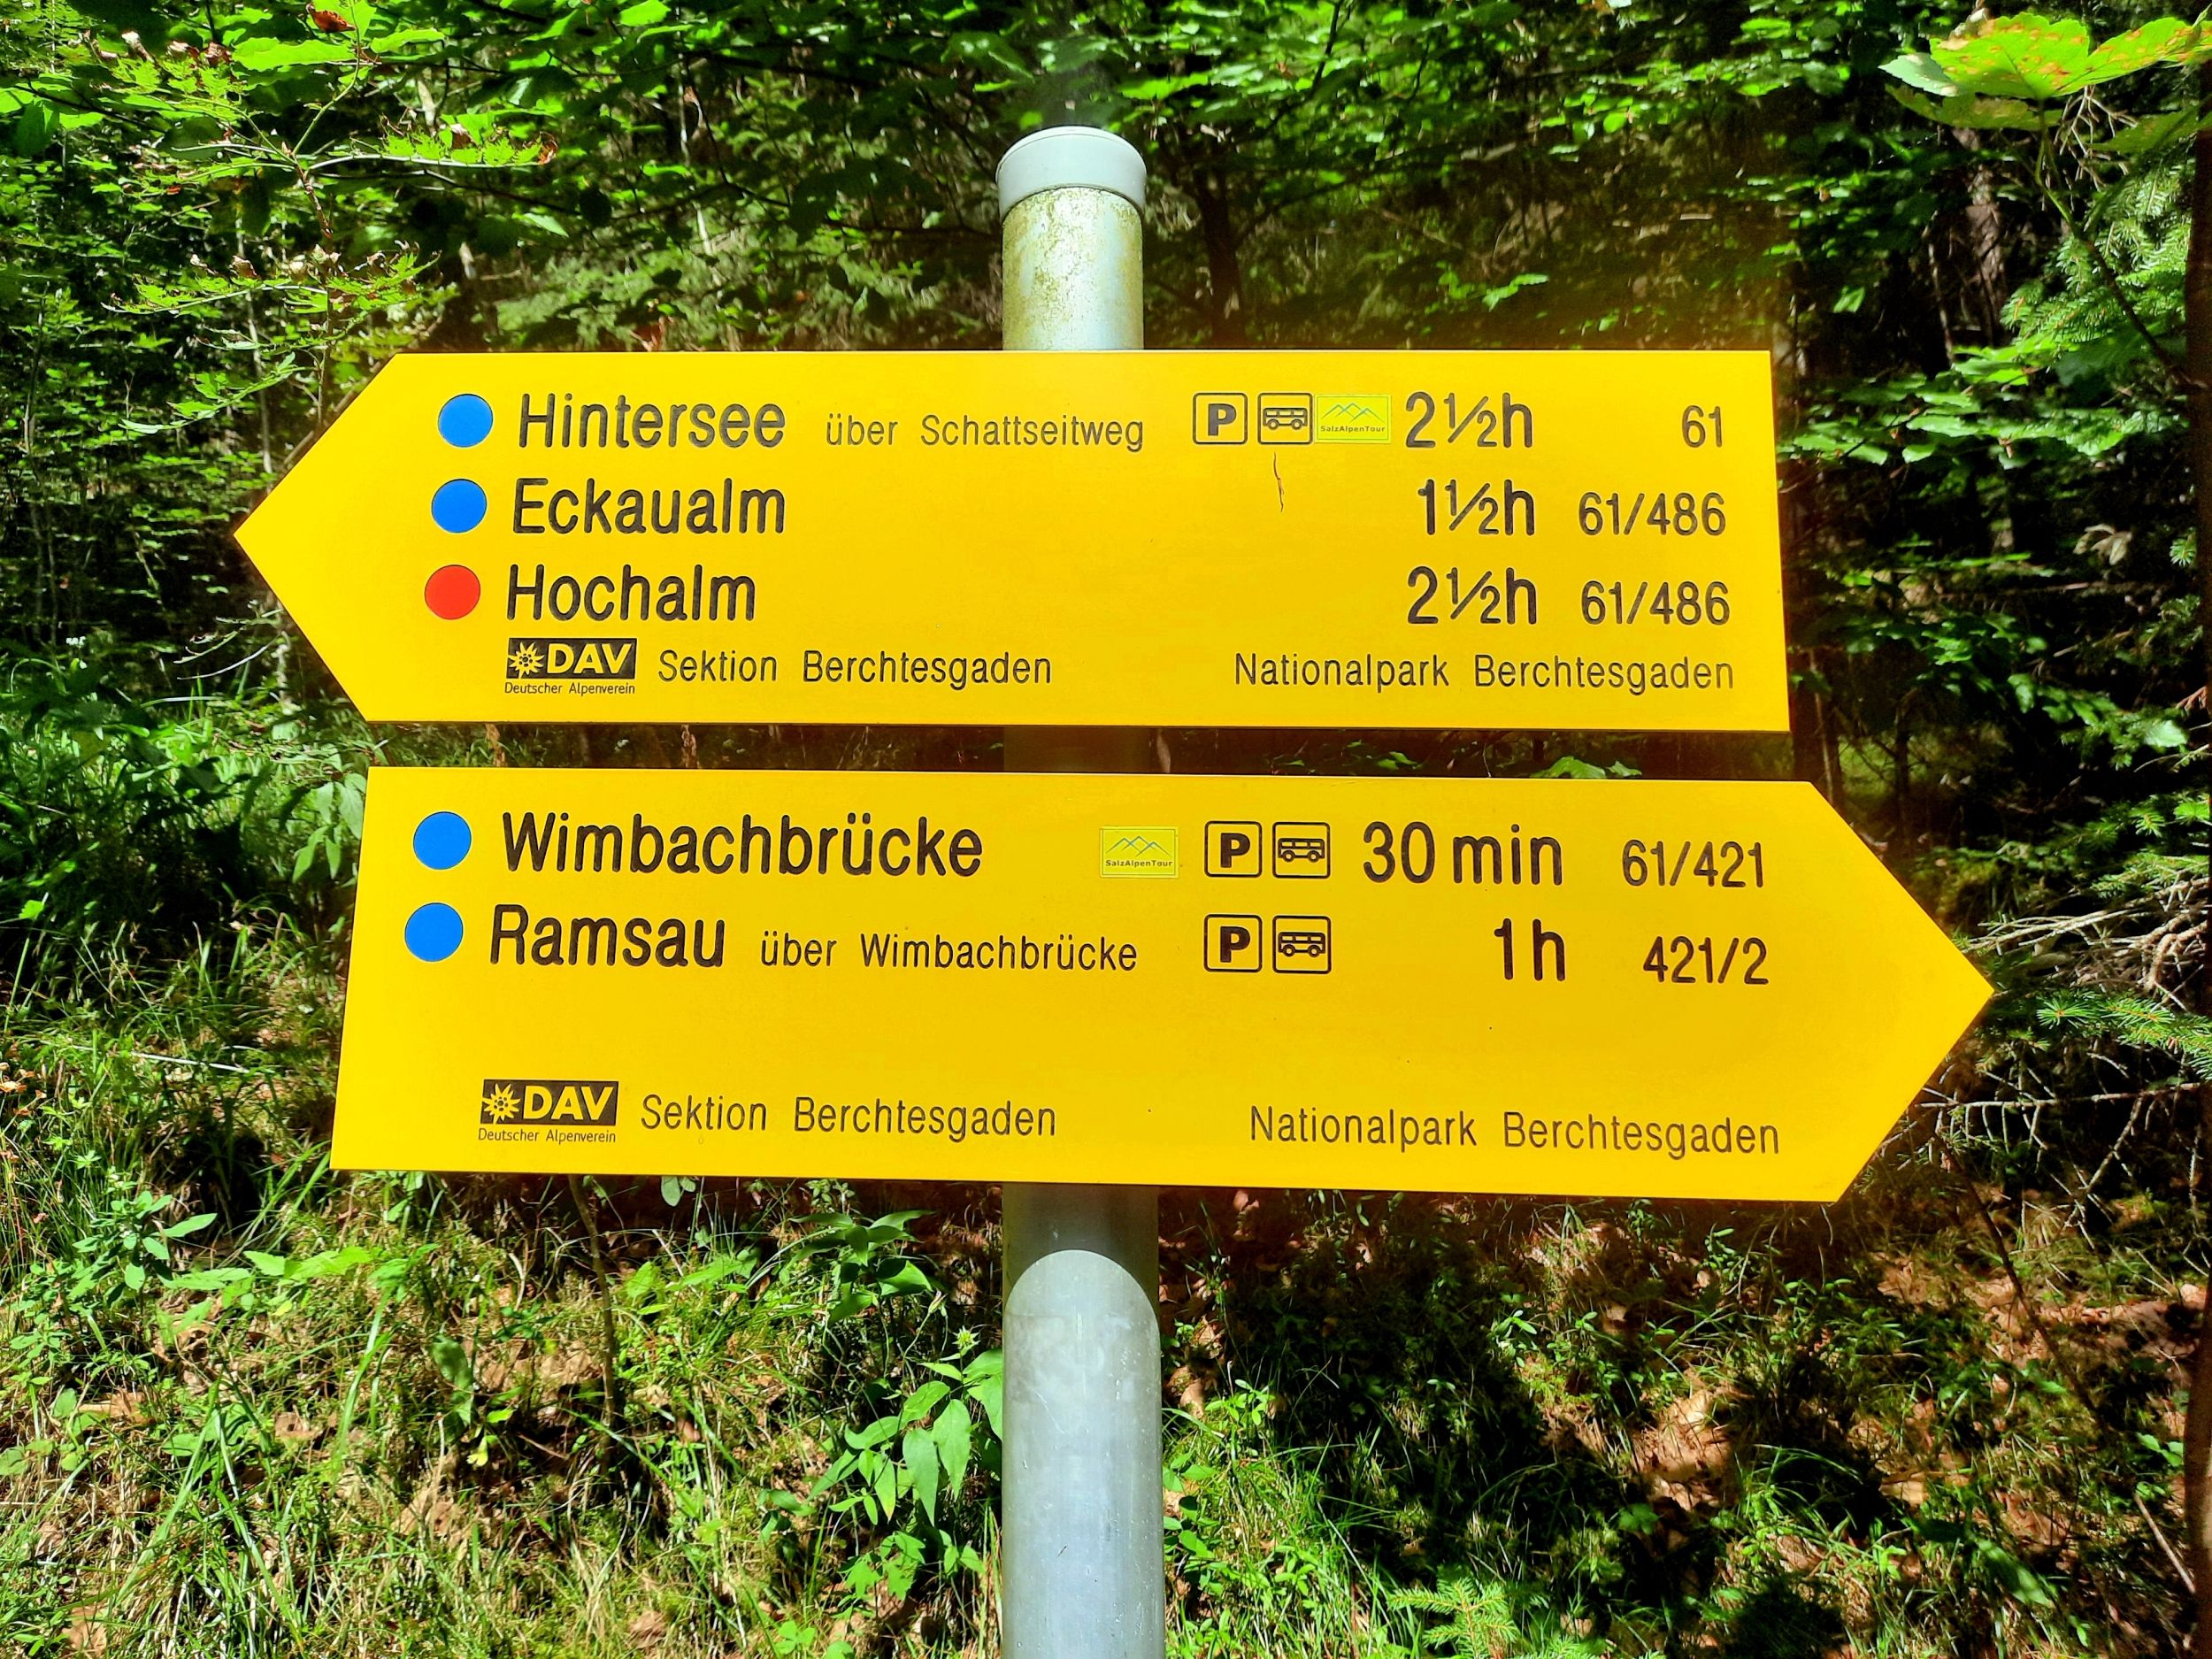 Hintersee über Schattseitweg P SalzAlpenTour 2½h 61
Eckaualm 1½h 61/486
Hochalm 2½h 61/486
DAV Sektion Berchtesgaden Nationalpark Berchtesgaden
Deutscher Alpenverein
Wimbachbrücke SalzAlpenTour P 30 min 61/421
Ramsau über Wimbachbrücke P 1h 421/2
DAV Sektion Berchtesgaden Nationalpark Berchtesgaden
Deutscher Alpenverein